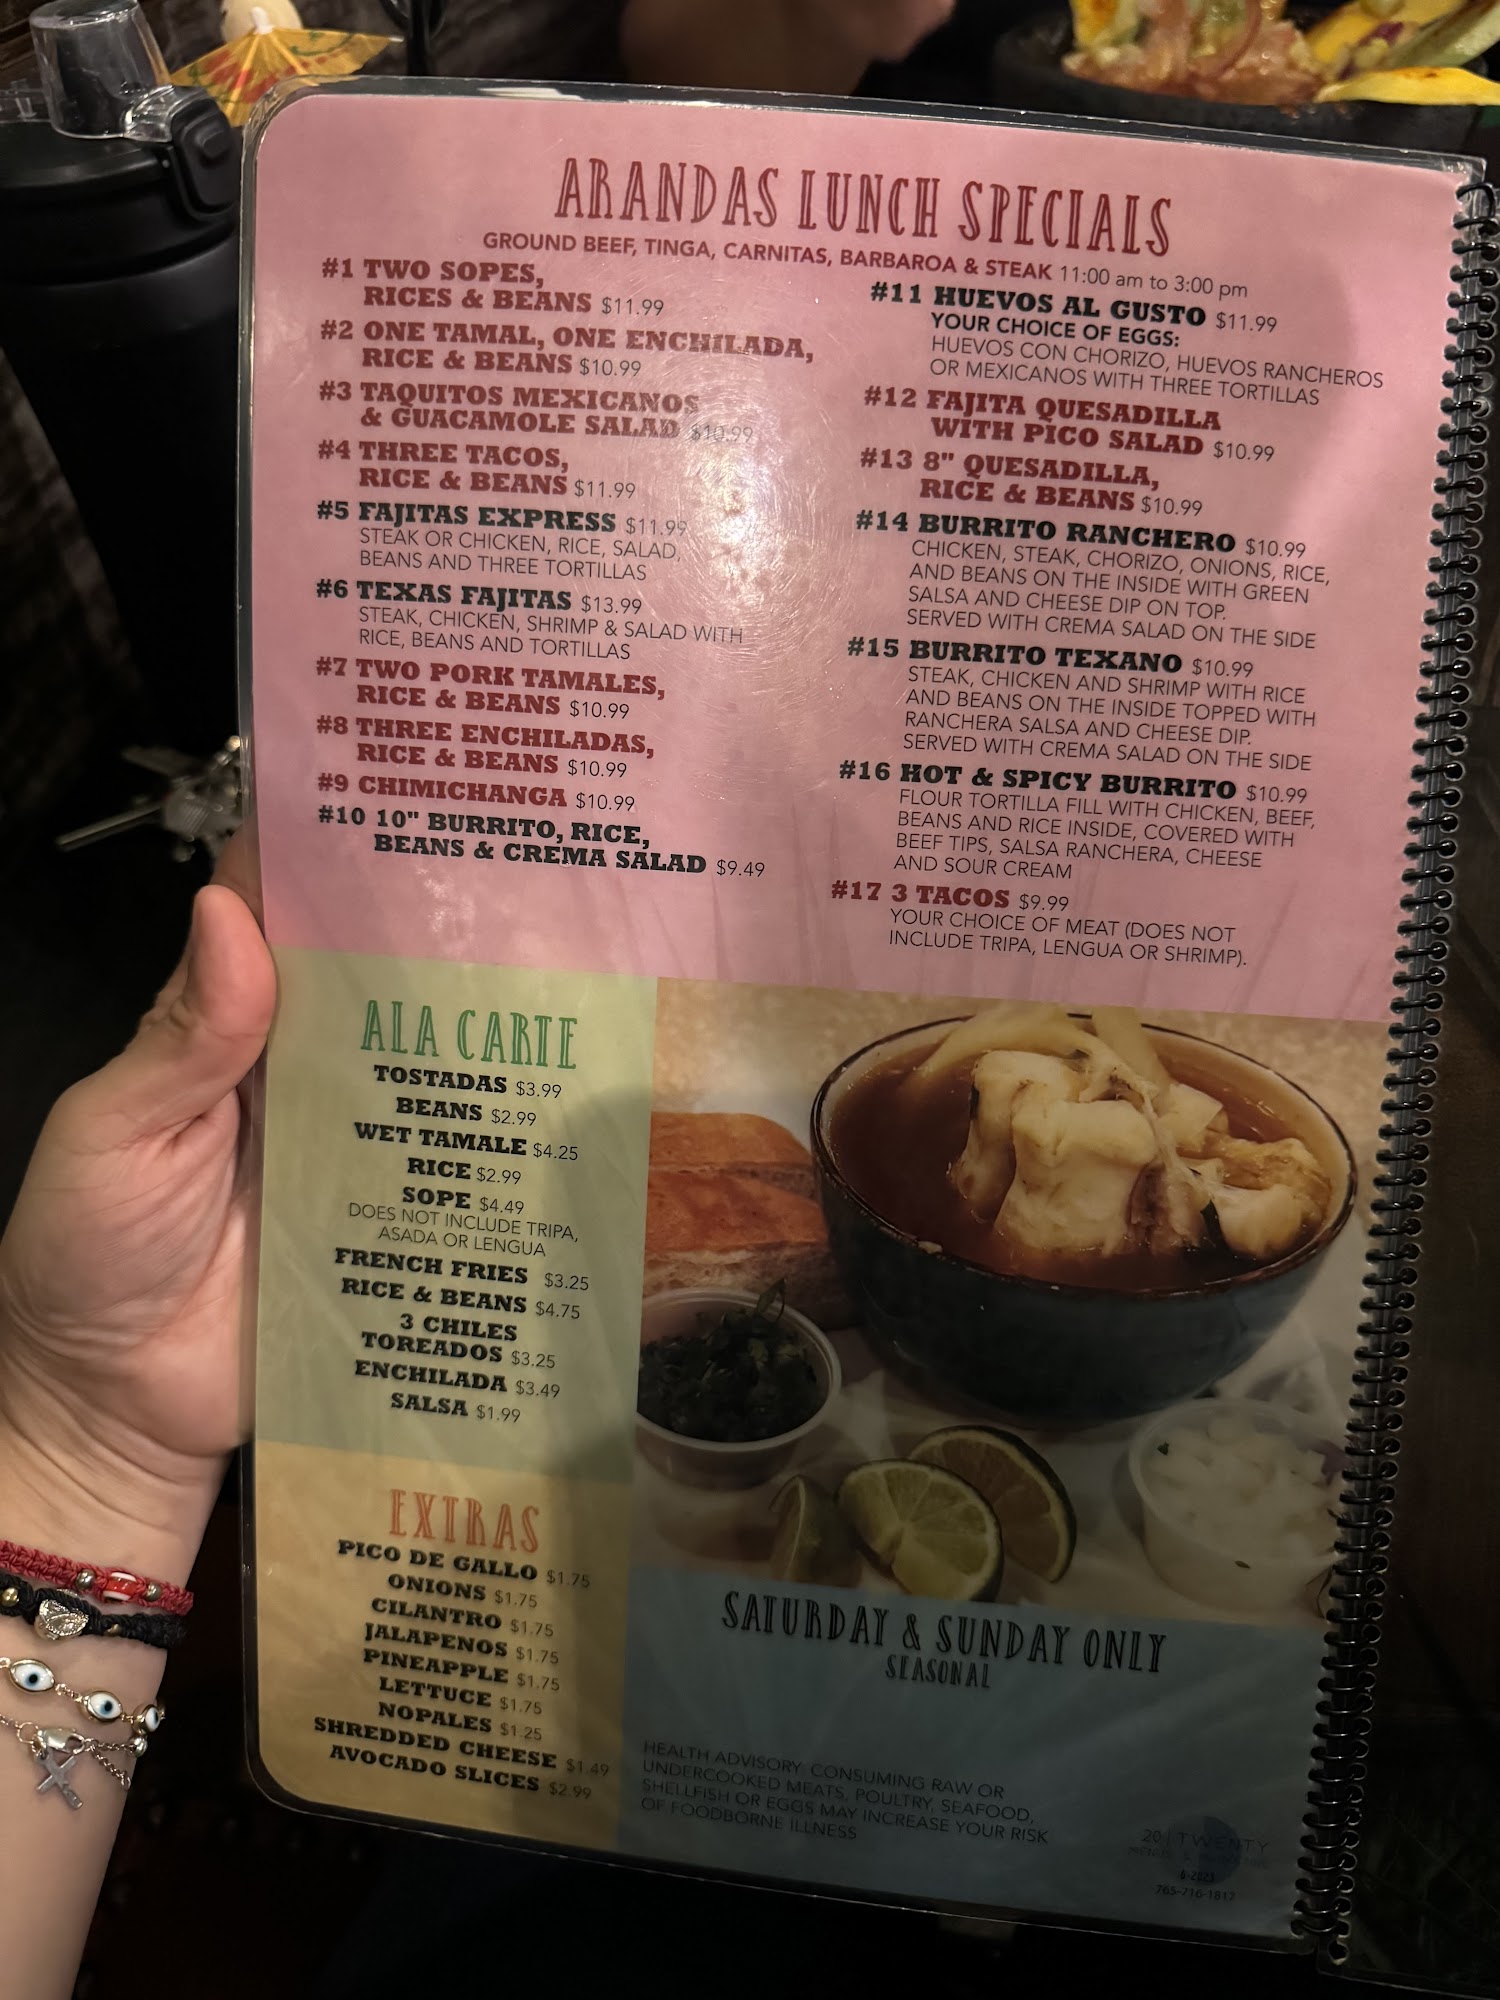 ARANDAS LUNCH SPECIALS
GROUND BEEF, TINGA, CARNITAS, BARBAROA & STEAK 11:00 am to 3:00 pm
#1 TWO SOPES,
RICES & BEANS $11.99
#2 ONE TAMAL, ONE ENCHILADA,
RICE & BEANS $10.99
#3 TAQUITOS MEXICANOS
& GUACAMOLE SALAD $10.99
#4 THREE TACOS,
RICE & BEANS $11.99
#5 FAJITAS EXPRESS $11.99
STEAK OR CHICKEN, RICE, SALAD,
BEANS AND THREE TORTILLAS
#6 TEXAS FAJITAS $13.99
STEAK, CHICKEN, SHRIMP & SALAD WITH
RICE, BEANS AND TORTILLAS
#7 TWO PORK TAMALES,
RICE & BEANS $10.99
#8 THREE ENCHILADAS,
RICE & BEANS $10.99
#9 CHIMICHANGA $10.99
#10 10" BURRITO, RICE,
BEANS & CREMA SALAD $9.49
#11 HUEVOS AL GUSTO $11.99
YOUR CHOICE OF EGGS:
HUEVOS CON CHORIZO, HUEVOS RANCHEROS
OR MEXICANOS WITH THREE TORTILLAS
#12 FAJITA QUESADILLA
WITH PICO SALAD $10.99
#13 8" QUESADILLA,
RICE & BEANS $10.99
#14 BURRITO RANCHERO $10.99
CHICKEN, STEAK, CHORIZO, ONIONS, RICE,
AND BEANS ON THE INSIDE WITH GREEN
SALSA AND CHEESE DIP ON TOP.
SERVED WITH CREMA SALAD ON THE SIDE
#15 BURRITO TEXANO $10.99
STEAK, CHICKEN AND SHRIMP WITH RICE
AND BEANS ON THE INSIDE TOPPED WITH
RANCHERA SALSA AND CHEESE DIP.
SERVED WITH CREMA SALAD ON THE SIDE
#16 HOT & SPICY BURRITO $10.99
FLOUR TORTILLA FILL WITH CHICKEN, BEEF,
BEANS AND RICE INSIDE, COVERED WITH
BEEF TIPS, SALSA RANCHERA, CHEESE
AND SOUR CREAM
#17 3 TACOS $9.99
YOUR CHOICE OF MEAT (DOES NOT
INCLUDE TRIPA, LENGUA OR SHRIMP).
ALA CARTE
TOSTADAS $3.99
BEANS $2.99
WET TAMALE $4.25
RICE $2.99
SOPE $4.49
DOES NOT INCLUDE TRIPA,
ASADA OR LENGUA
FRENCH FRIES $3.25
RICE & BEANS $4.75
3 CHILES
TOREADOS $3.25
ENCHILADA $3.49
SALSA $1.99
EXTRAS
PICO DE GALLO $1.75
ONIONS $1.75
CILANTRO $1.75
JALAPENOS $1.75
PINEAPPLE $1.75
LETTUCE $1.75
NOPALES $1.25
SHREDDED CHEESE $1.49
AVOCADO SLICES $2.99
SATURDAY & SUNDAY ONLY
SEASONAL
HEALTH ADVISORY: CONSUMING RAW OR
UNDERCOOKED MEATS, POULTRY, SEAFOOD,
SHELLFISH OR EGGS MAY INCREASE YOUR RISK
OF FOODBORNE ILLNESS
20|TWENTY
6-2023
765-716-1817